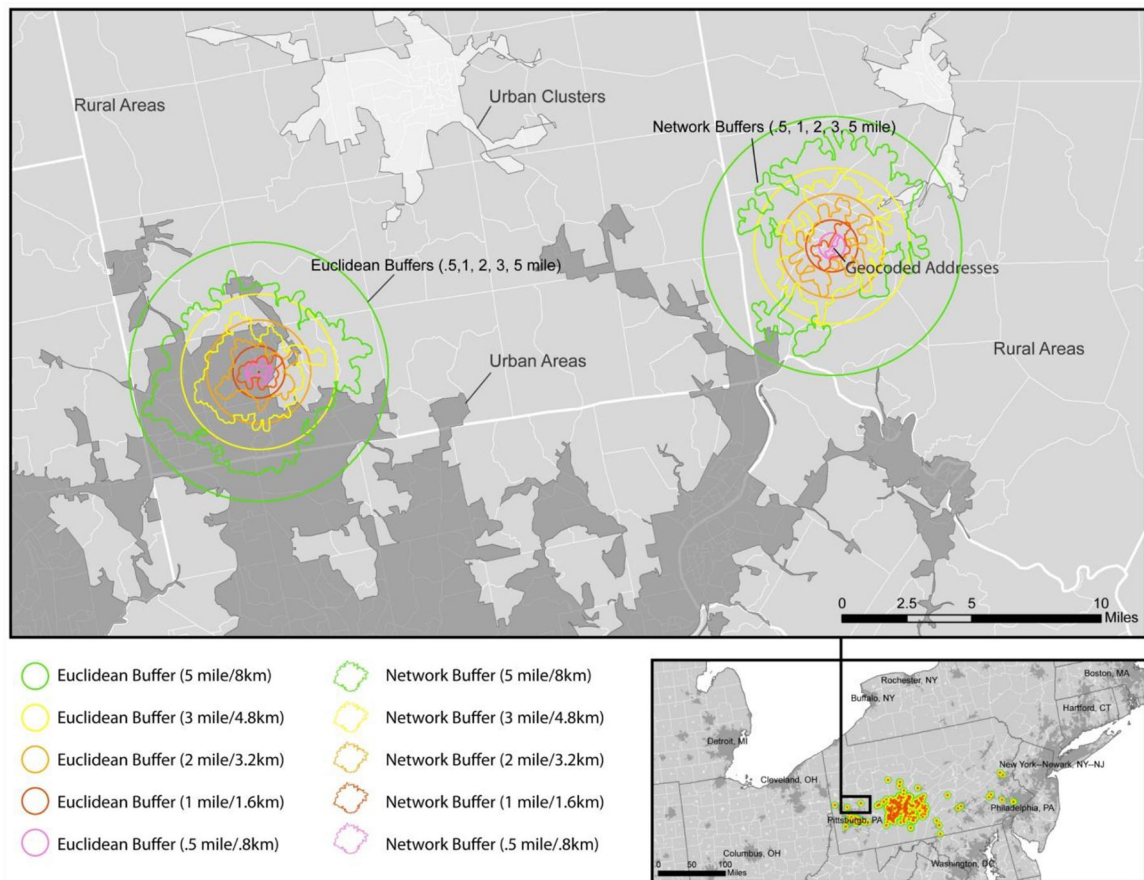 Rural Areas
Urban Clusters
Network Buffers (.5, 1, 2, 3, 5 mile)
Euclidean Buffers (.5,1, 2, 3, 5 mile)
Geocoded Addresses
Urban Areas
Rural Areas
0 2.5 5 10
Miles
Euclidean Buffer (5 mile/8km)
Euclidean Buffer (3 mile/4.8km)
Euclidean Buffer (2 mile/3.2km)
Euclidean Buffer (1 mile/1.6km)
Euclidean Buffer (.5 mile/.8km)
Network Buffer (5 mile/8km)
Network Buffer (3 mile/4.8km)
Network Buffer (2 mile/3.2km)
Network Buffer (1 mile/1.6km)
Network Buffer (.5 mile/.8km)
Boston, MA
Rochester, NY
Buffalo, NY
Hartford, CT
Detroit, MI
New York--Newark, NY--NJ
Cleveland, OH
Philadelphia, PA
Pittsburgh, PA
Columbus, OH
Washington, DC
0 50 100
Miles